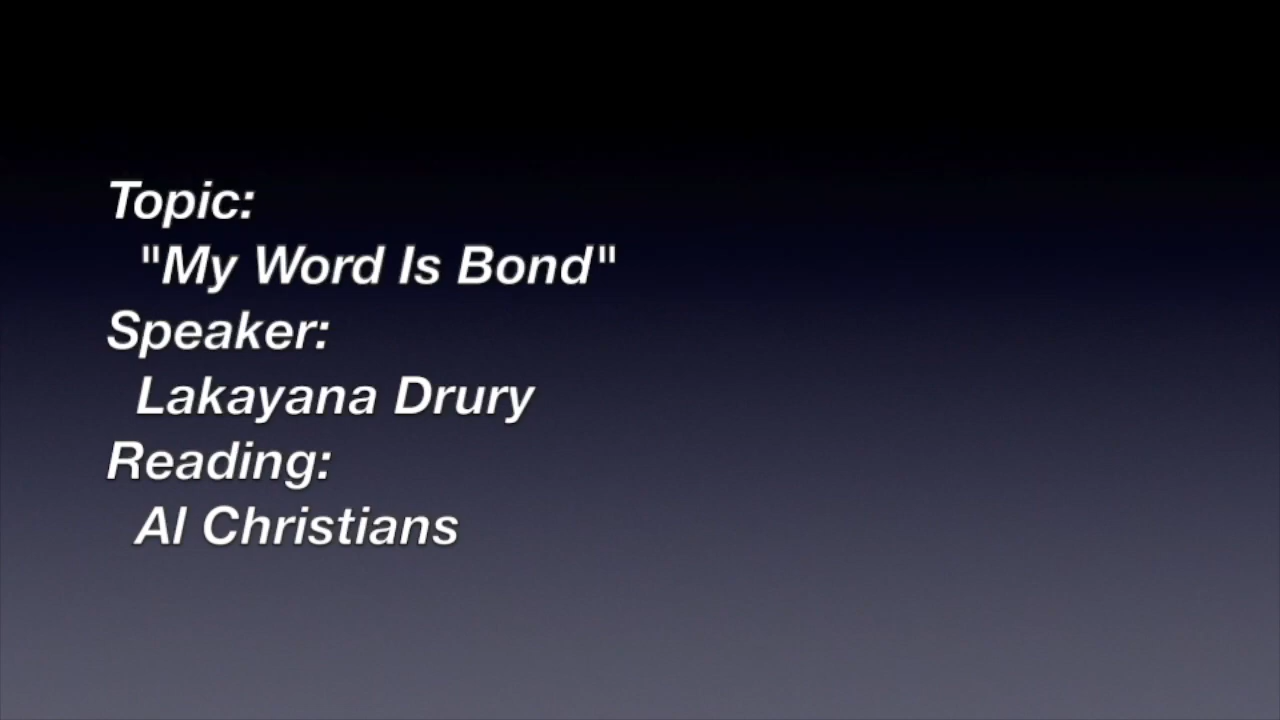 Topic:
"My Word Is Bond"
Speaker:
Lakayana Drury
Reading:
Al Christians